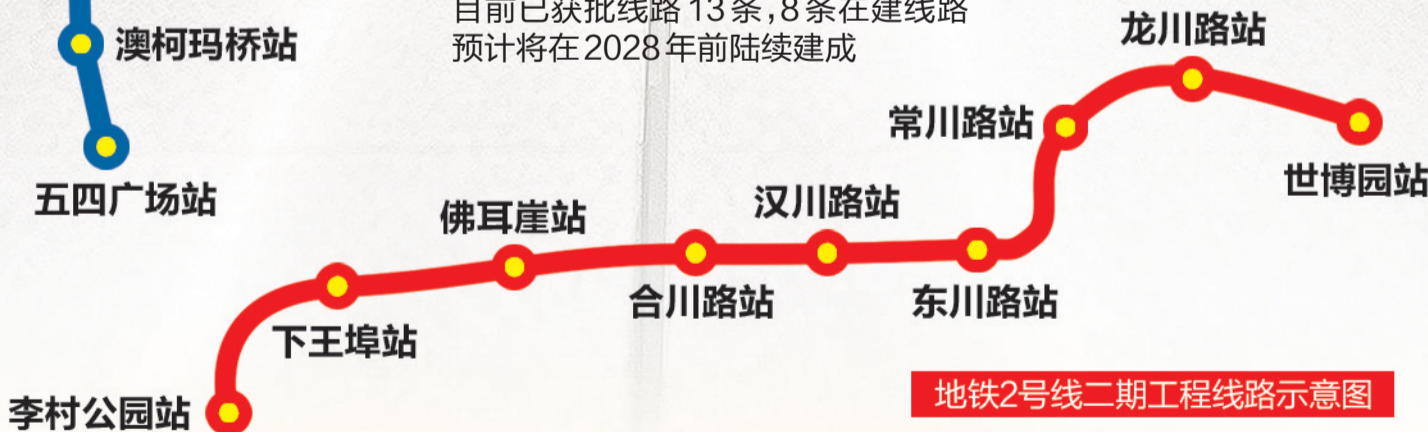 目前已获批线路13条,8条在建线路
预计将在2028年前陆续建成
澳柯玛桥站
五四广场站
龙川路站
常川路站
世博园站
汉川路站
佛耳崖站
合川路站
东川路站
下王埠站
李村公园站
地铁2号线二期工程线路示意图